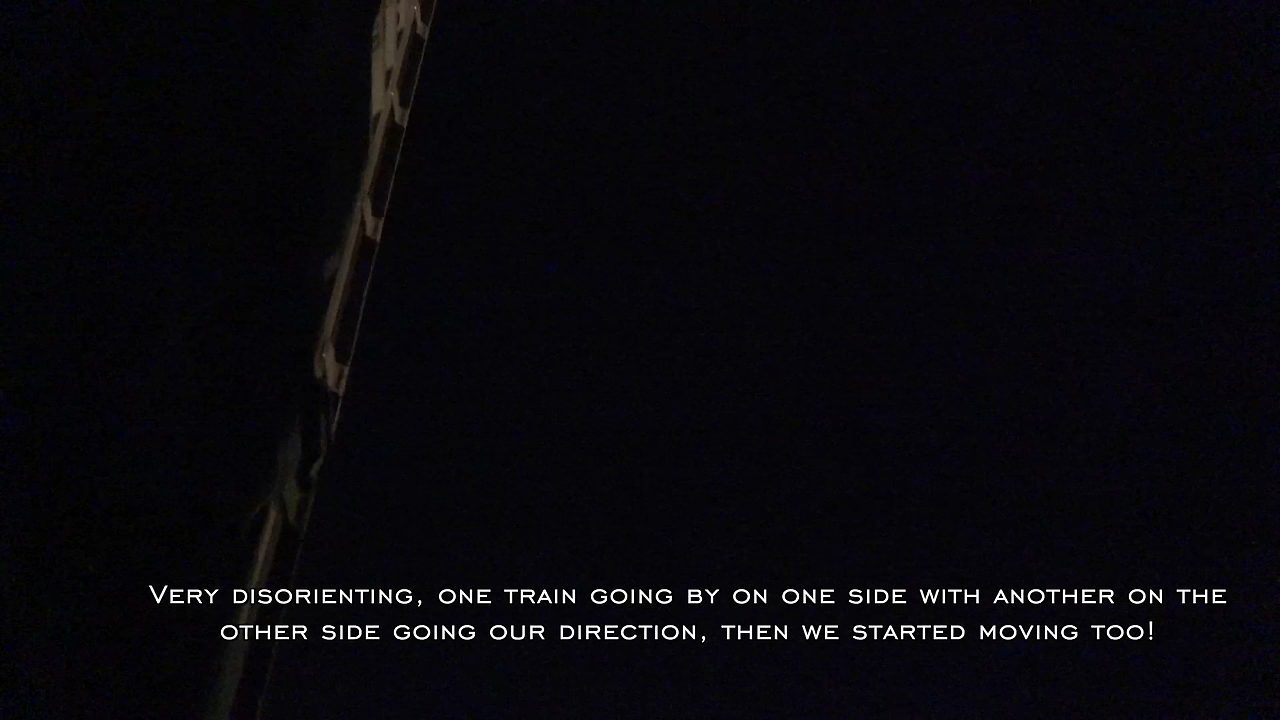 Very disorienting, one train going by on one side with another on the
other side going our direction, then we started moving too!